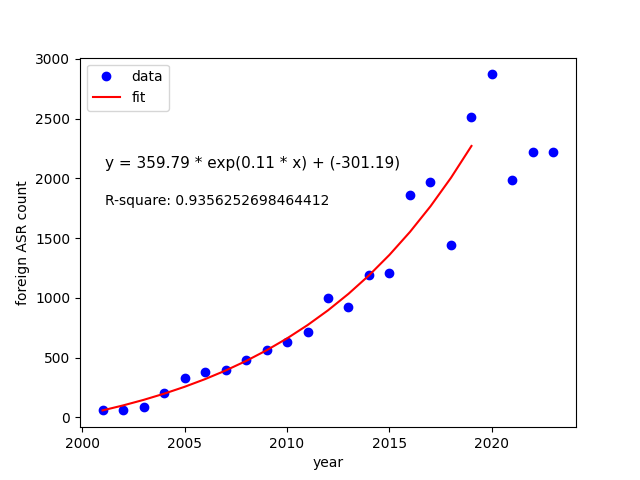 3000
2500
2000
1500
1000
500
0
2000
2005
2010
2015
2020
year
foreign ASR count
data
fit
y = 359.79 * exp(0.11 * x) + (-301.19)
R-square: 0.9356252698464412